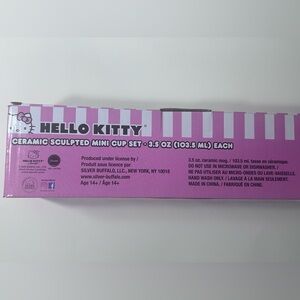 HELLO KITTY
CERAMIC SCULPTED MINI CUP SET • 3.5 OZ (103.5 ML) EACH
Produced under license by /
Produit sous licence par
SILVER BUFFALO, LLC., NEW YORK, NY 10018
www.silver-buffalo.com
Age 14+ / Âge 14+
3.5 oz. ceramic mug. / 103.5 ml. tasse en céramique.
DO NOT USE IN MICROWAVE OR DISHWASHER. /
NE PAS UTILISER AU MICRO-ONDES OU LAVE-VAISSELLE.
HAND WASH ONLY. / LAVAGE À LA MAIN SEULEMENT.
MADE IN CHINA. / FABRIQUÉ EN CHINE.